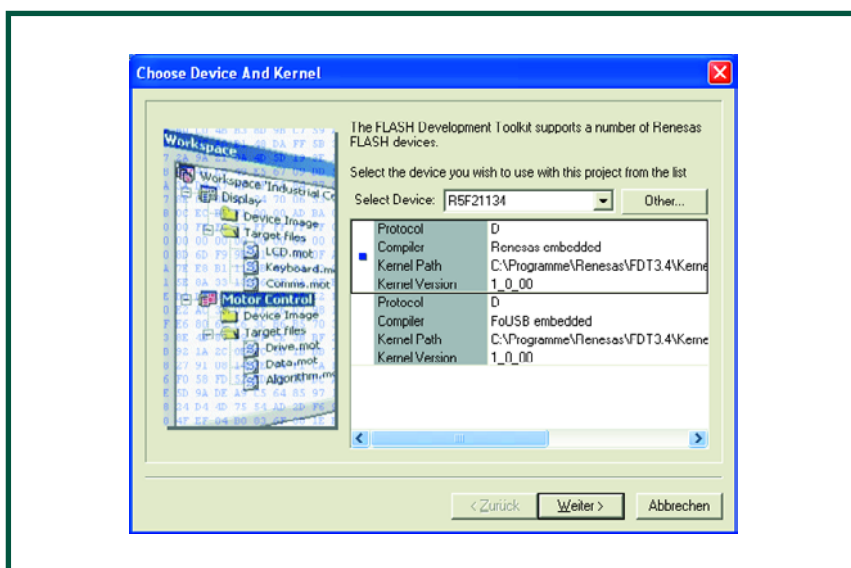 Choose Device And Kernel
The FLASH Development Toolkit supports a number of Renesas
FLASH devices.
Select the device you wish to use with this project from the list
Select Device: R5F21134 Other...
Protocol D
Compiler Renesas embedded
Kernel Path C:\Programme\Renesas\FDT3.4\Kerne
Kernel Version 1_0_00
Protocol D
Compiler FoUSB embedded
Kernel Path C:\Programme\Renesas\FDT3.4\Kerne
Kernel Version 1_0_00
Workspace
Workspace 'Industrial Co
Display
Device Image
Target files
LCD.mot
Keyboard.m
Comms.mot
Motor Control
Device Image
Target files
Drive.mot
Data.mot
Algorithm.mo
< Zurück Weiter > Abbrechen